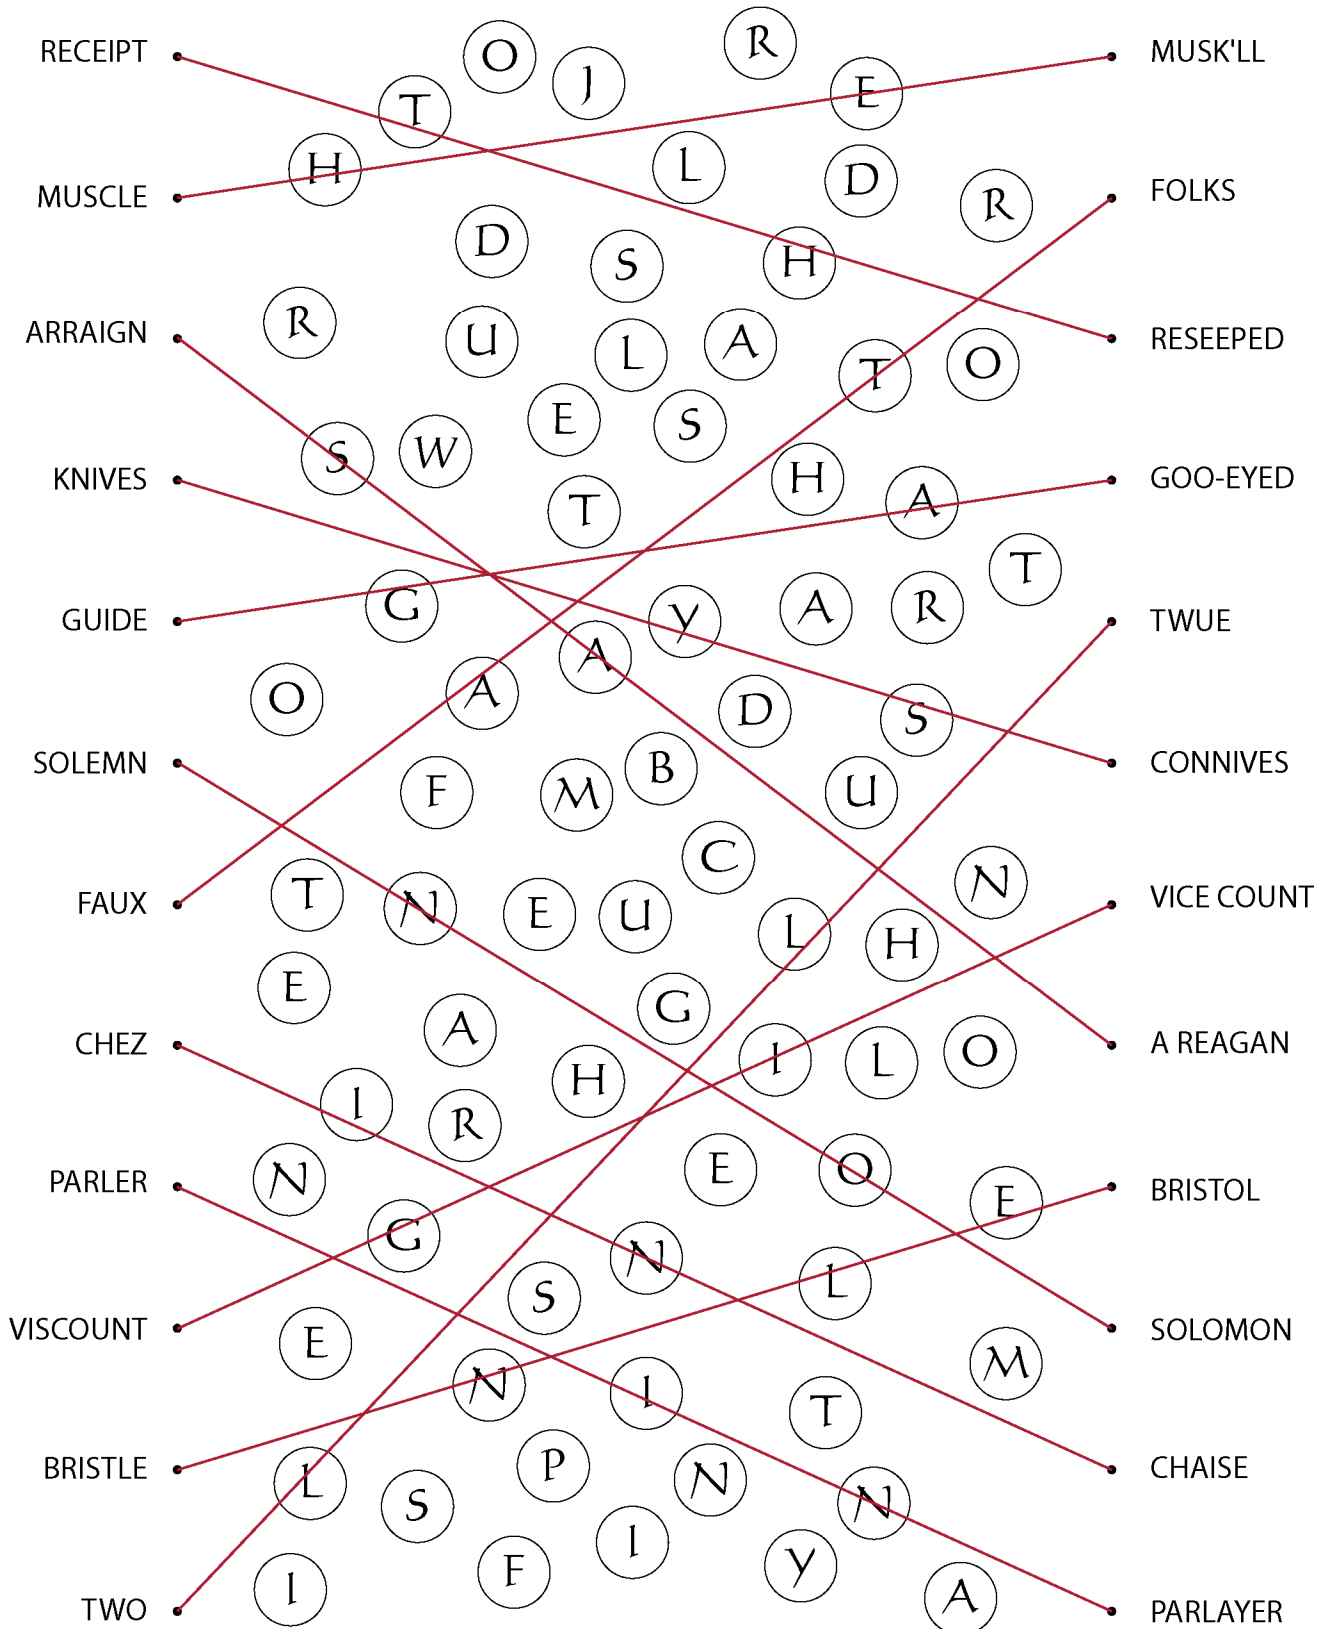 RECEIPT
MUSCLE
ARRAIGN
KNIVES
GUIDE
SOLEMN
FAUX
CHEZ
PARLER
VISCOUNT
BRISTLE
TWO
O J R
T E
H L D R
D S H
R U L A T O
S W E S
T H A
G Y A R T
O A A D S
F M B U
C
T N E U L H N
E A G
H I L O
I R
N E O E
G N
S L
E N I T M
L S P N N
I F I Y A
MUSK'LL
FOLKS
RESEEPED
GOO-EYED
TWUE
CONNIVES
VICE COUNT
A REAGAN
BRISTOL
SOLOMON
CHAISE
PARLAYER